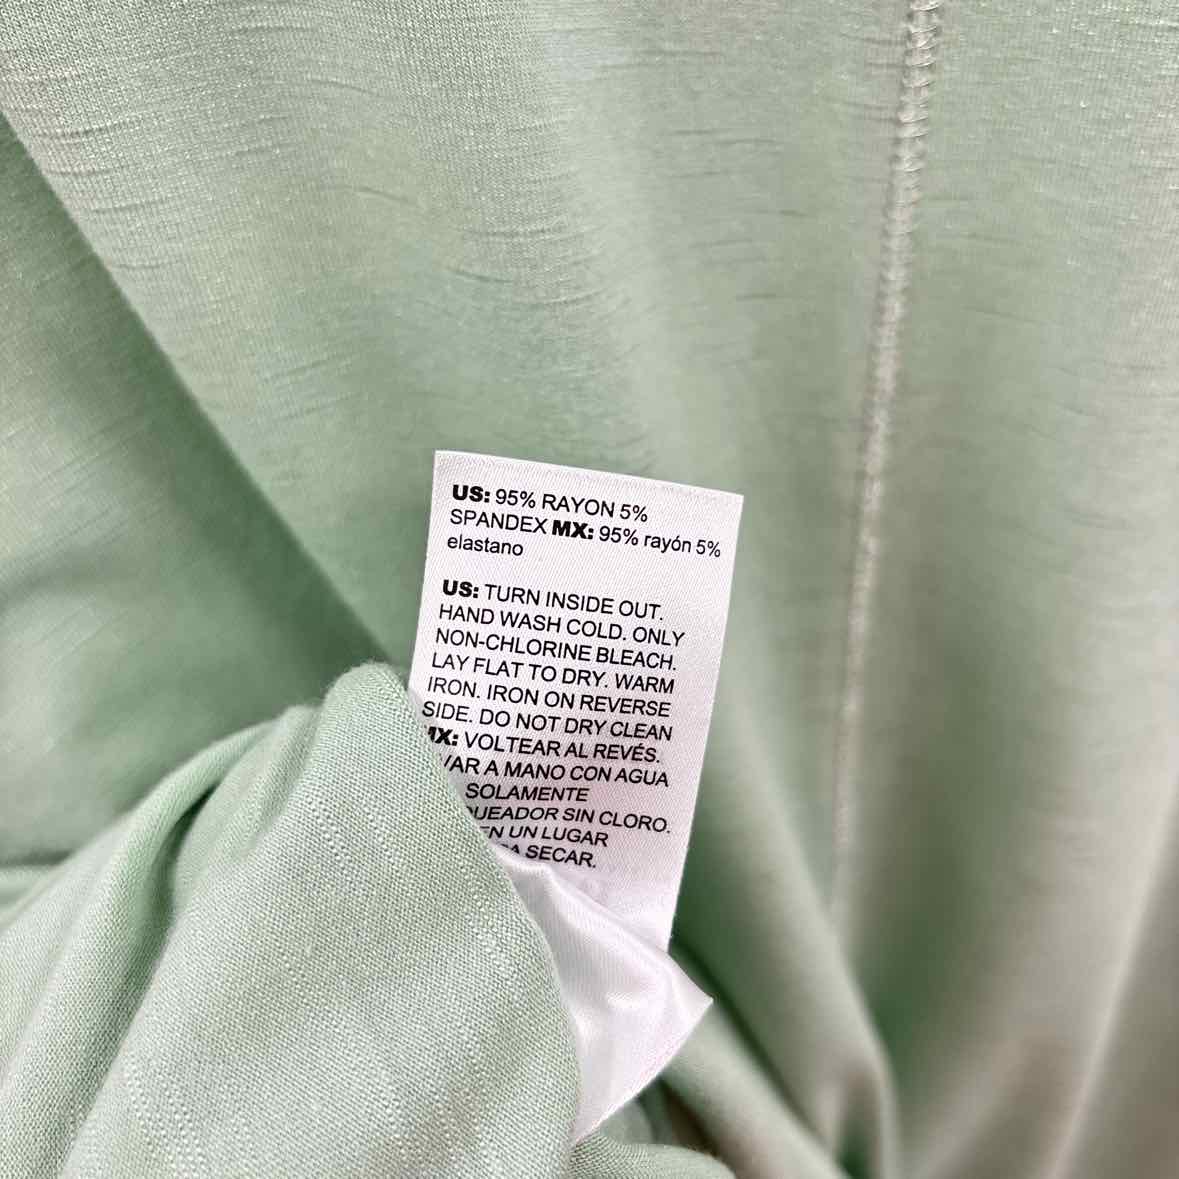 US: 95% RAYON 5%
SPANDEX MX: 95% rayón 5%
elastano
US: TURN INSIDE OUT.
HAND WASH COLD. ONLY
NON-CHLORINE BLEACH.
LAY FLAT TO DRY. WARM
IRON. IRON ON REVERSE
SIDE. DO NOT DRY CLEAN
MX: VOLTEAR AL REVÉS.
A MANO CON AGUA
SOLAMENTE
SIN CLORO.
EN UN LUGAR
SECAR.